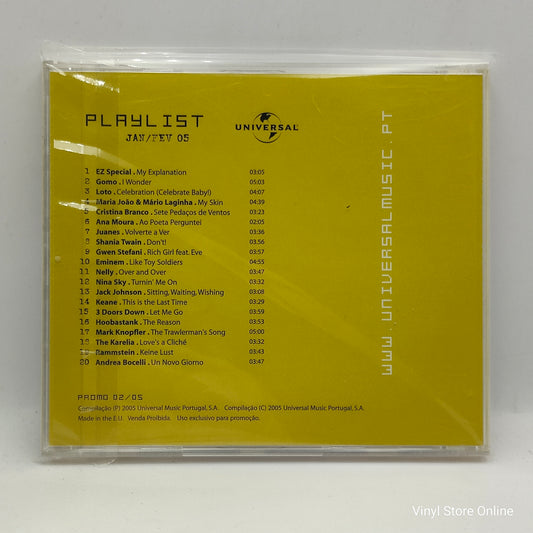 PLAYLIST
JAN/FEV 05
UNIVERSAL
1 EZ Special . My Explanation 03:05
2 Gomo . I Wonder 05:03
3 Loto . Celebration (Celebrate Baby!) 04:07
4 Maria João & Mário Laginha . My Skin 04:39
5 Cristina Branco . Sete Pedaços de Ventos 03:23
6 Ana Moura . Ao Poeta Perguntei 02:05
7 Juanes . Volverte a Ver 03:36
8 Shania Twain . Don't! 03:56
9 Gwen Stefani . Rich Girl feat. Eve 03:57
10 Eminem . Like Toy Soldiers 04:55
11 Nelly . Over and Over 03:47
12 Nina Sky . Turnin' Me On 03:32
13 Jack Johnson . Sitting, Waiting, Wishing 03:08
14 Keane . This is the Last Time 03:29
15 3 Doors Down . Let Me Go 03:50
16 Hoobastank . The Reason 03:53
17 Mark Knopfler . The Trawlerman's Song 05:00
18 The Karelia . Love's a Cliché 03:32
19 Rammstein . Keine Lust 03:43
20 Andrea Bocelli . Un Novo Giorno 03:47
WWW.UNIVERSALMUSIC.PT
PROMO 02/05
Compilação (P) 2005 Universal Music Portugal, S.A. Compilação (C) 2005 Universal Music Portugal, S.A.
Made in the E.U. Venda Proibida. Uso exclusivo para promoção.
Vinyl Store Online